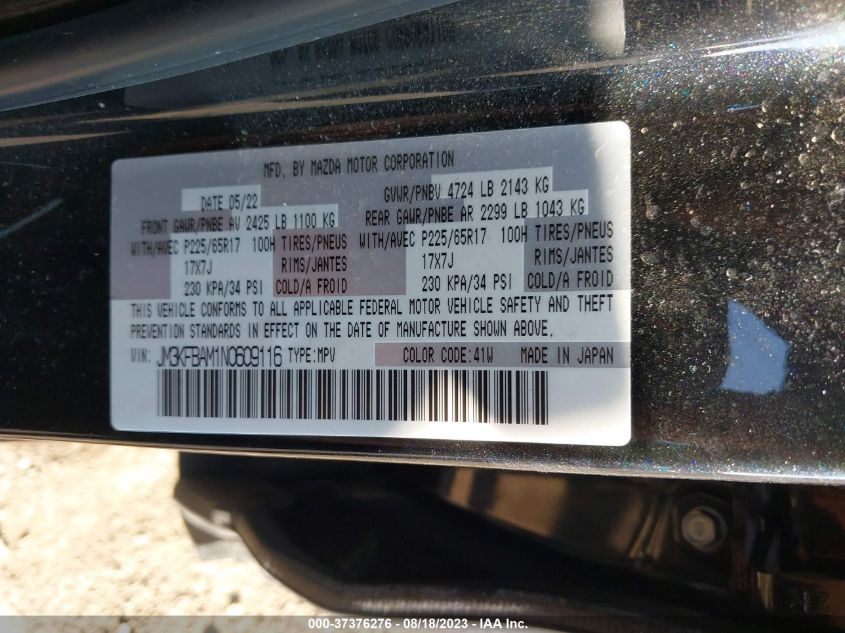 MFD. BY MAZDA MOTOR CORPORATION
DATE 05/22 GVWR/PNBV 4724 LB 2143 KG
FRONT GAWR/PNBE AV 2425 LB 1100 KG REAR GAWR/PNBE AR 2299 LB 1043 KG
WITH/AVEC P225/65R17 100H TIRES/PNEUS WITH/AVEC P225/65R17 100H TIRES/PNEUS
17X7J RIMS/JANTES 17X7J RIMS/JANTES
230 KPA/34 PSI COLD/A FROID 230 KPA/34 PSI COLD/A FROID
THIS VEHICLE CONFORMS TO ALL APPLICABLE FEDERAL MOTOR VEHICLE SAFETY AND THEFT
PREVENTION STANDARDS IN EFFECT ON THE DATE OF MANUFACTURE SHOWN ABOVE.
VIN: JM3KFBAM1N0609116 TYPE:MPV COLOR CODE:41W MADE IN JAPAN
000-37376276 - 08/18/2023 - IAA Inc.